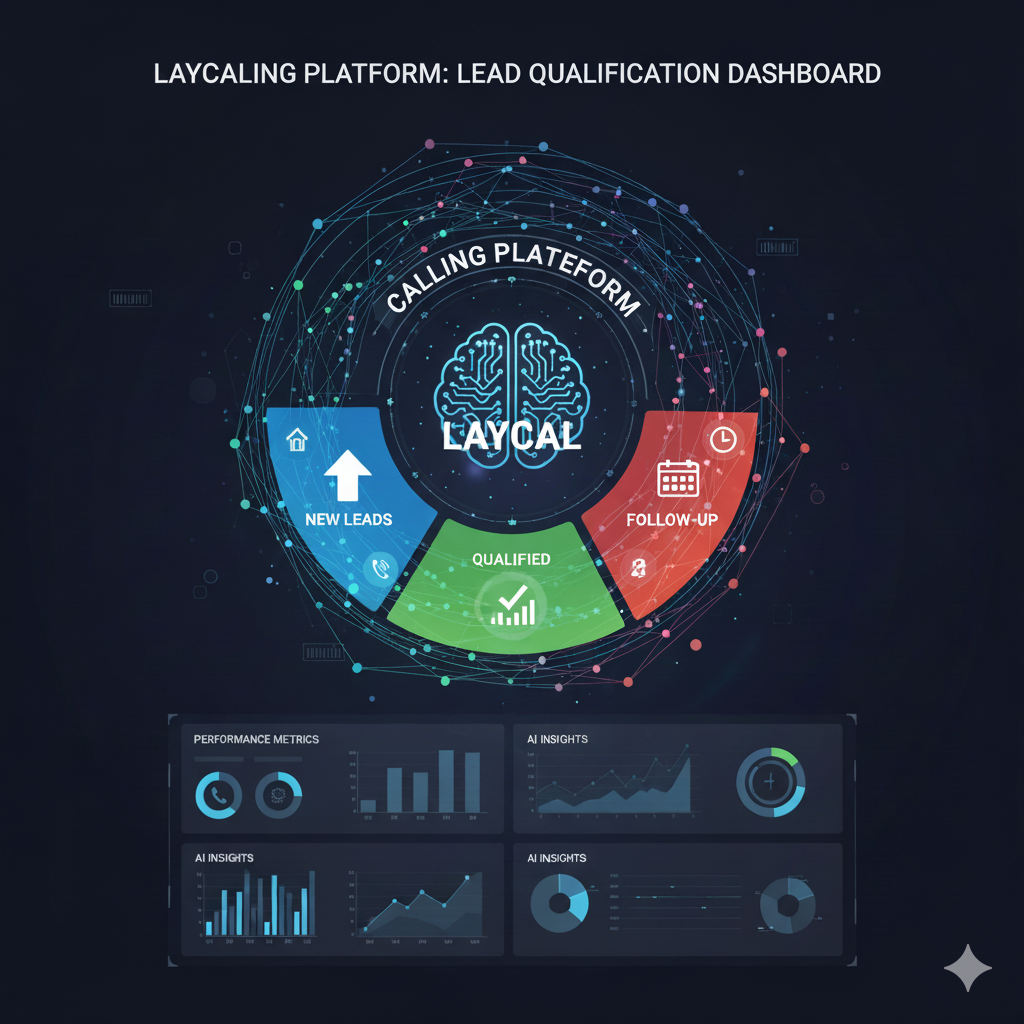 LAYCALING PLATFORM: LEAD QUALIFICATION DASHBOARD
CALLING PLATEFORM
LAYCAL
NEW LEADS
QUALIFIED
FOLLOW-UP
PERFORMANCE METRICS
AI INSIGHTS
AI INSIGHTS
AI INSIGMTS